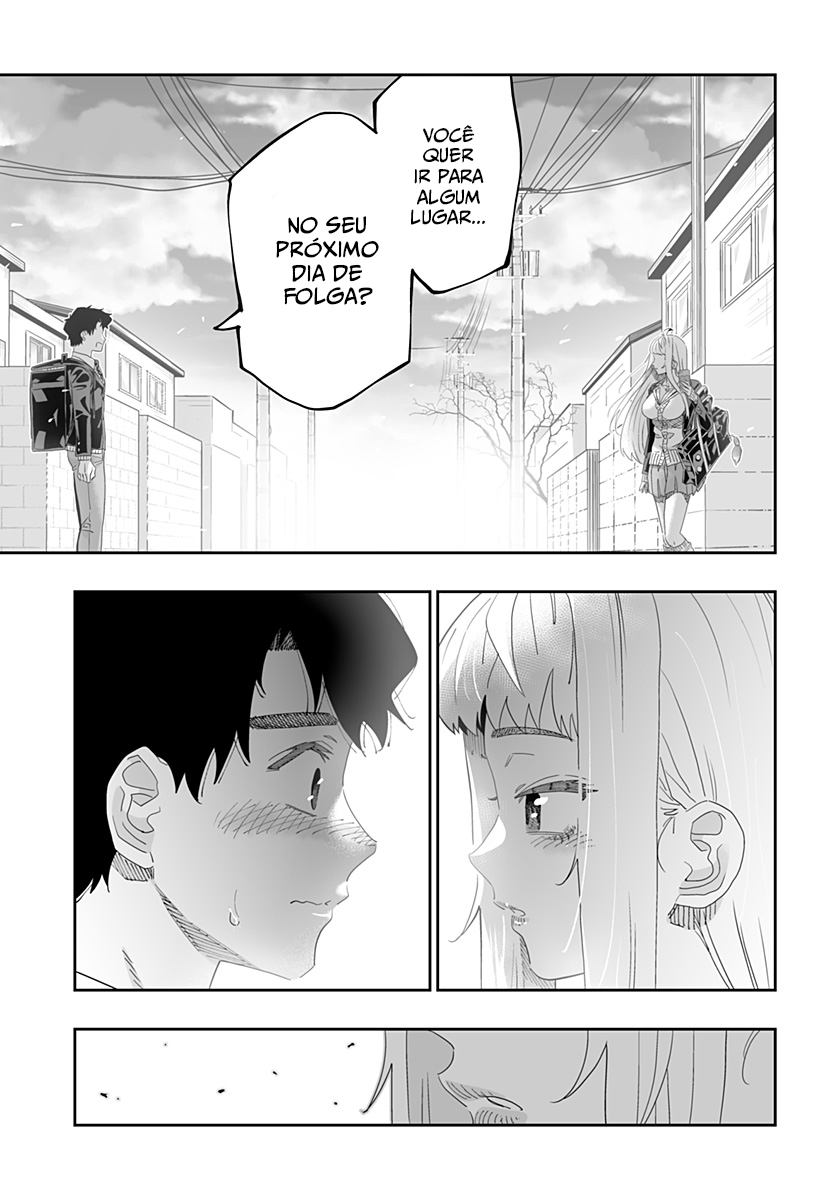 VOCÊ
QUER
IR PARA
ALGUM
LUGAR...
NO SEU
PRÓXIMO
DIA DE
FOLGA?